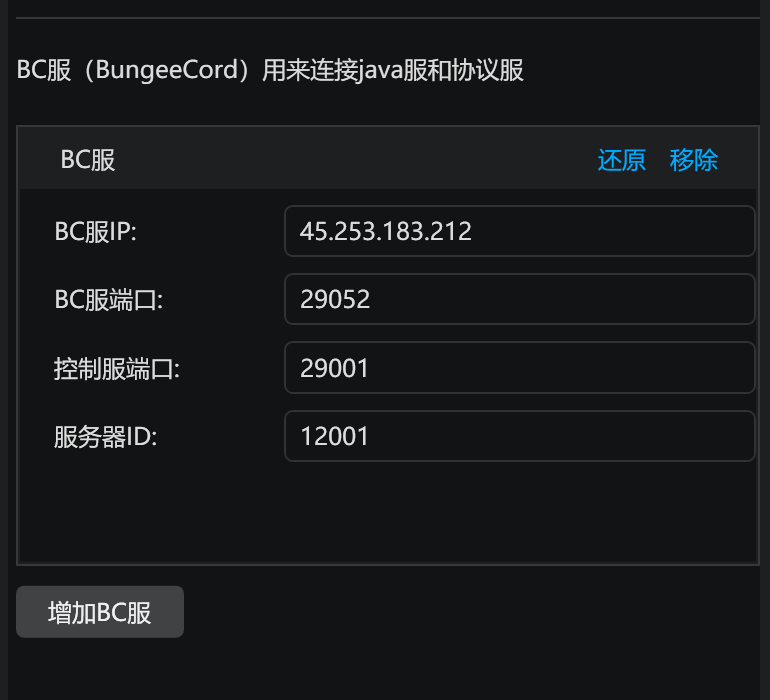 BC服（BungeeCord）用来连接java服和协议服
BC服 还原 移除
BC服IP: 45.253.183.212
BC服端口: 29052
控制服端口: 29001
服务器ID: 12001
增加BC服